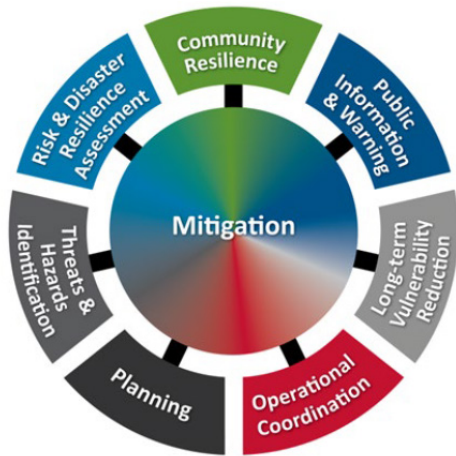 Community
Resilience
Public
Information
& Warning
Long-term
Vulnerability
Reduction
Operational
Coordination
Planning
Threats &
Hazards
Identification
Risk & Disaster
Resilience
Assessment
Mitigation